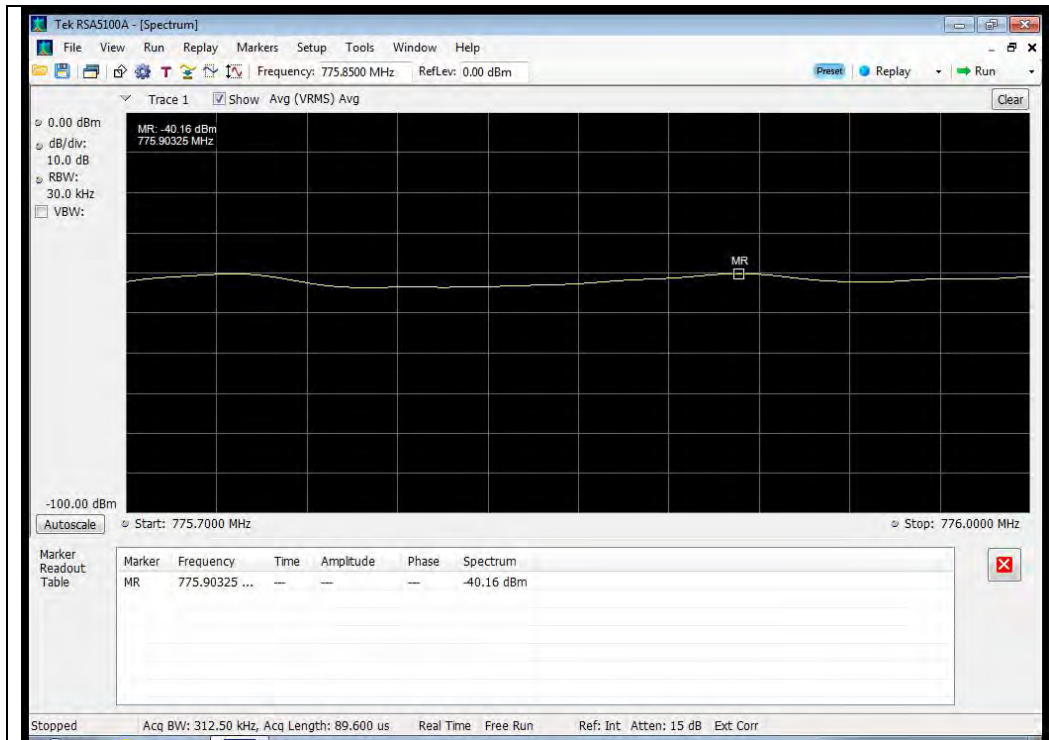 Tek RSA5100A - [Spectrum]
File View Run Replay Markers Setup Tools Window Help
T Frequency: 775.8500 MHz RefLev: 0.00 dBm Preset Replay Run
Trace 1 Show Avg (VRMS) Avg Clear
0.00 dBm
dB/div:
10.0 dB
RBW:
30.0 kHz
VBW:
MR: -40.16 dBm
775.90325 MHz
MR
-100.00 dBm
Autoscale Start: 775.7000 MHz Stop: 776.0000 MHz
Marker
Readout
Table
Marker Frequency Time Amplitude Phase Spectrum
MR 775.90325 ... --- --- --- -40.16 dBm
Stopped Acq BW: 312.50 kHz, Acq Length: 89.600 us Real Time Free Run Ref: Int Atten: 15 dB Ext Corr